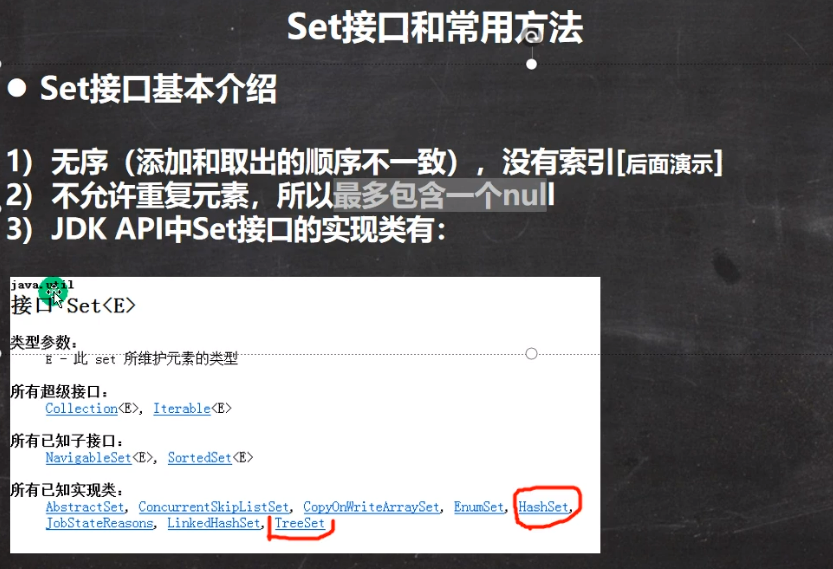 Set接口和常用方法
● Set接口基本介绍
1）无序（添加和取出的顺序不一致），没有索引[后面演示]
2）不允许重复元素，所以最多包含一个null
3）JDK API中Set接口的实现类有：
java.util
接口 Set<E>
类型参数：
E - 此 set 所维护元素的类型
所有超级接口：
Collection<E>, Iterable<E>
所有已知子接口：
NavigableSet<E>, SortedSet<E>
所有已知实现类：
AbstractSet, ConcurrentSkipListSet, CopyOnWriteArraySet, EnumSet, HashSet,
JobStateReasons, LinkedHashSet, TreeSet